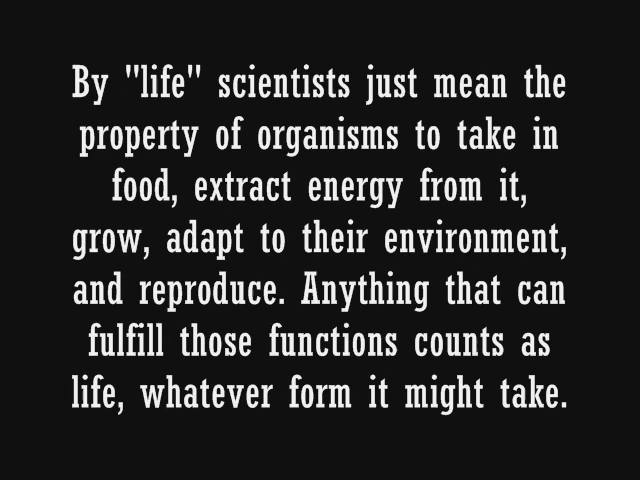 By "life" scientists just mean the
property of organisms to take in
food, extract energy from it,
grow, adapt to their environment,
and reproduce. Anything that can
fulfill those functions counts as
life, whatever form it might take.